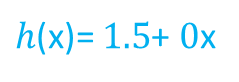 h(x)= 1.5+ 0x